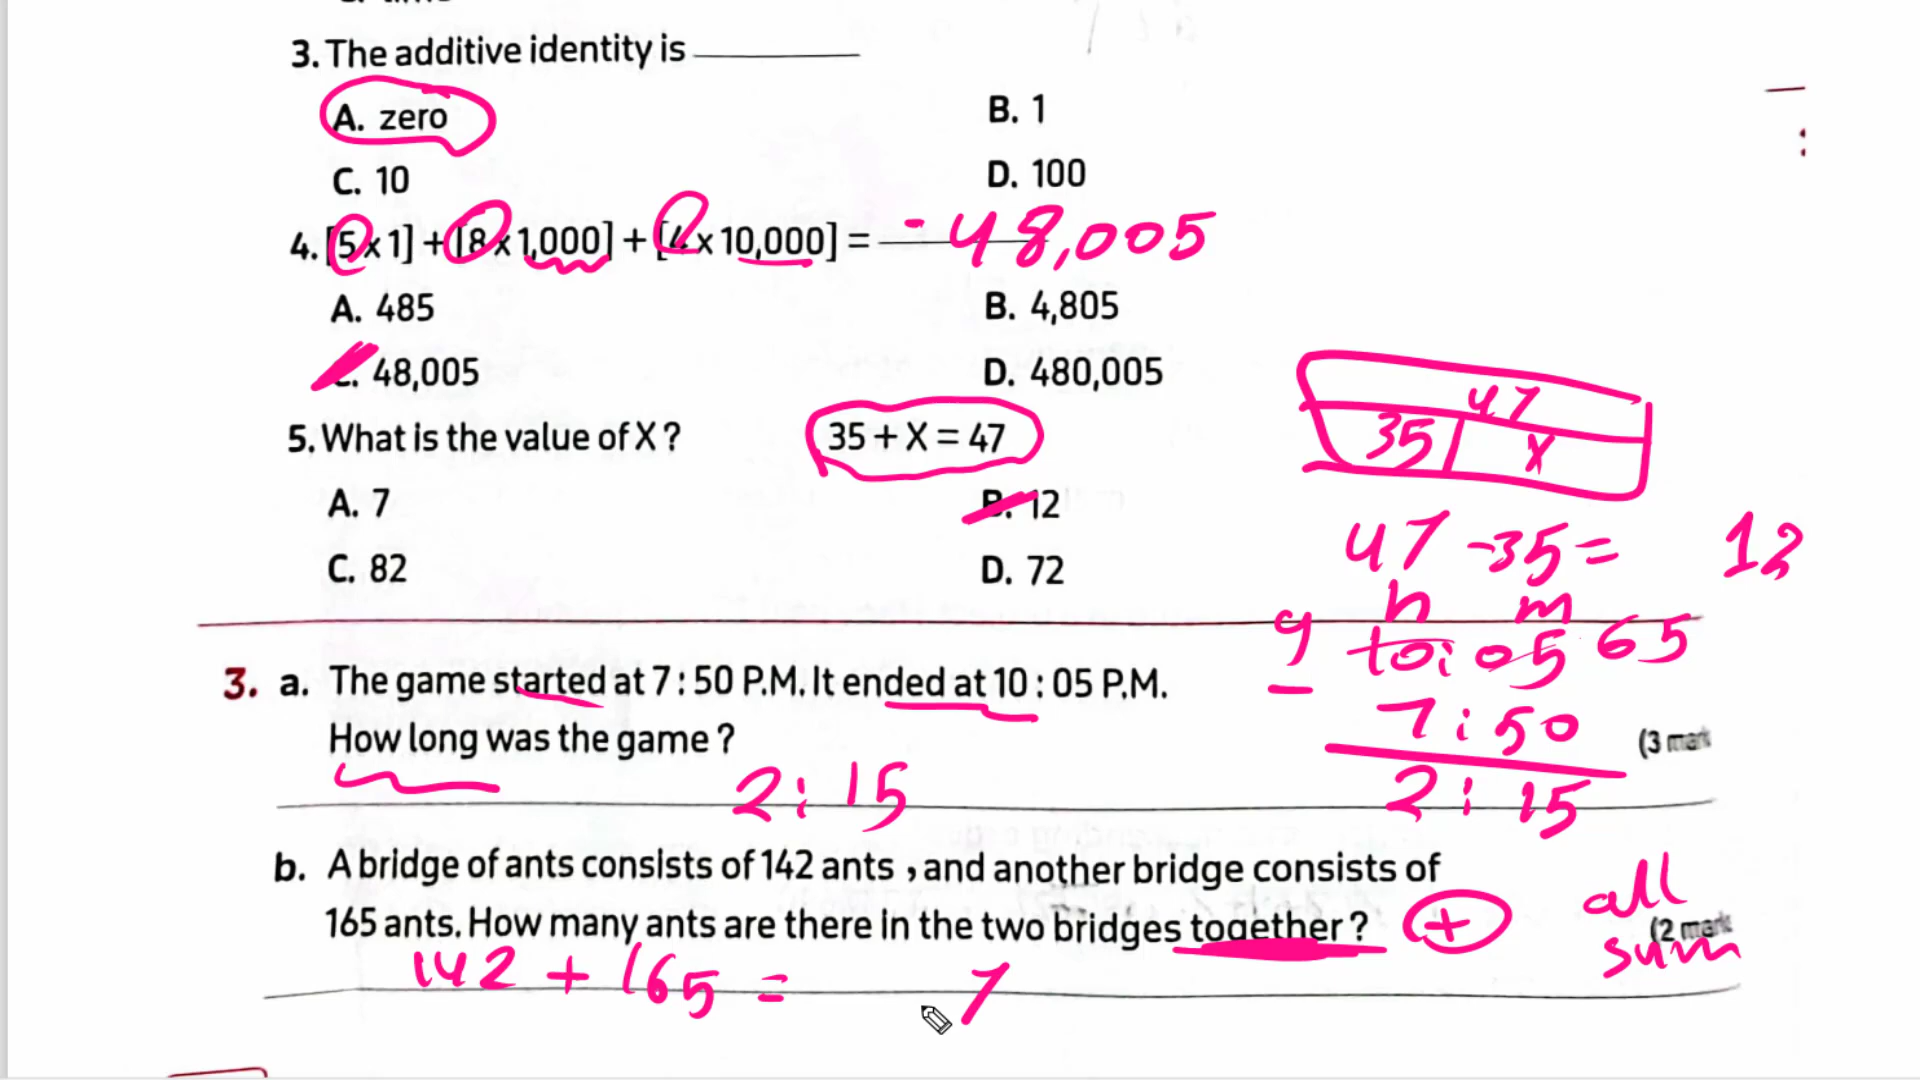 3. The additive identity is
A. zero
B. 1
C. 10
D. 100
4. [5 x 1] + [8 x 1,000] + [4 x 10,000] = - 48,005
A. 485
B. 4,805
C. 48,005
D. 480,005
5. What is the value of X ? 35 + X = 47
A. 7
B. 12
C. 82
D. 72
47
35 X
47 - 35 = 12
h m
9 10 : 05 65
- 7 : 50
2 : 15
3. a. The game started at 7 : 50 P.M. It ended at 10 : 05 P.M.
How long was the game ? (3 mark
2 : 15
b. A bridge of ants consists of 142 ants , and another bridge consists of
165 ants. How many ants are there in the two bridges together ? + (2 mark
all
sum
142 + 165 = 7